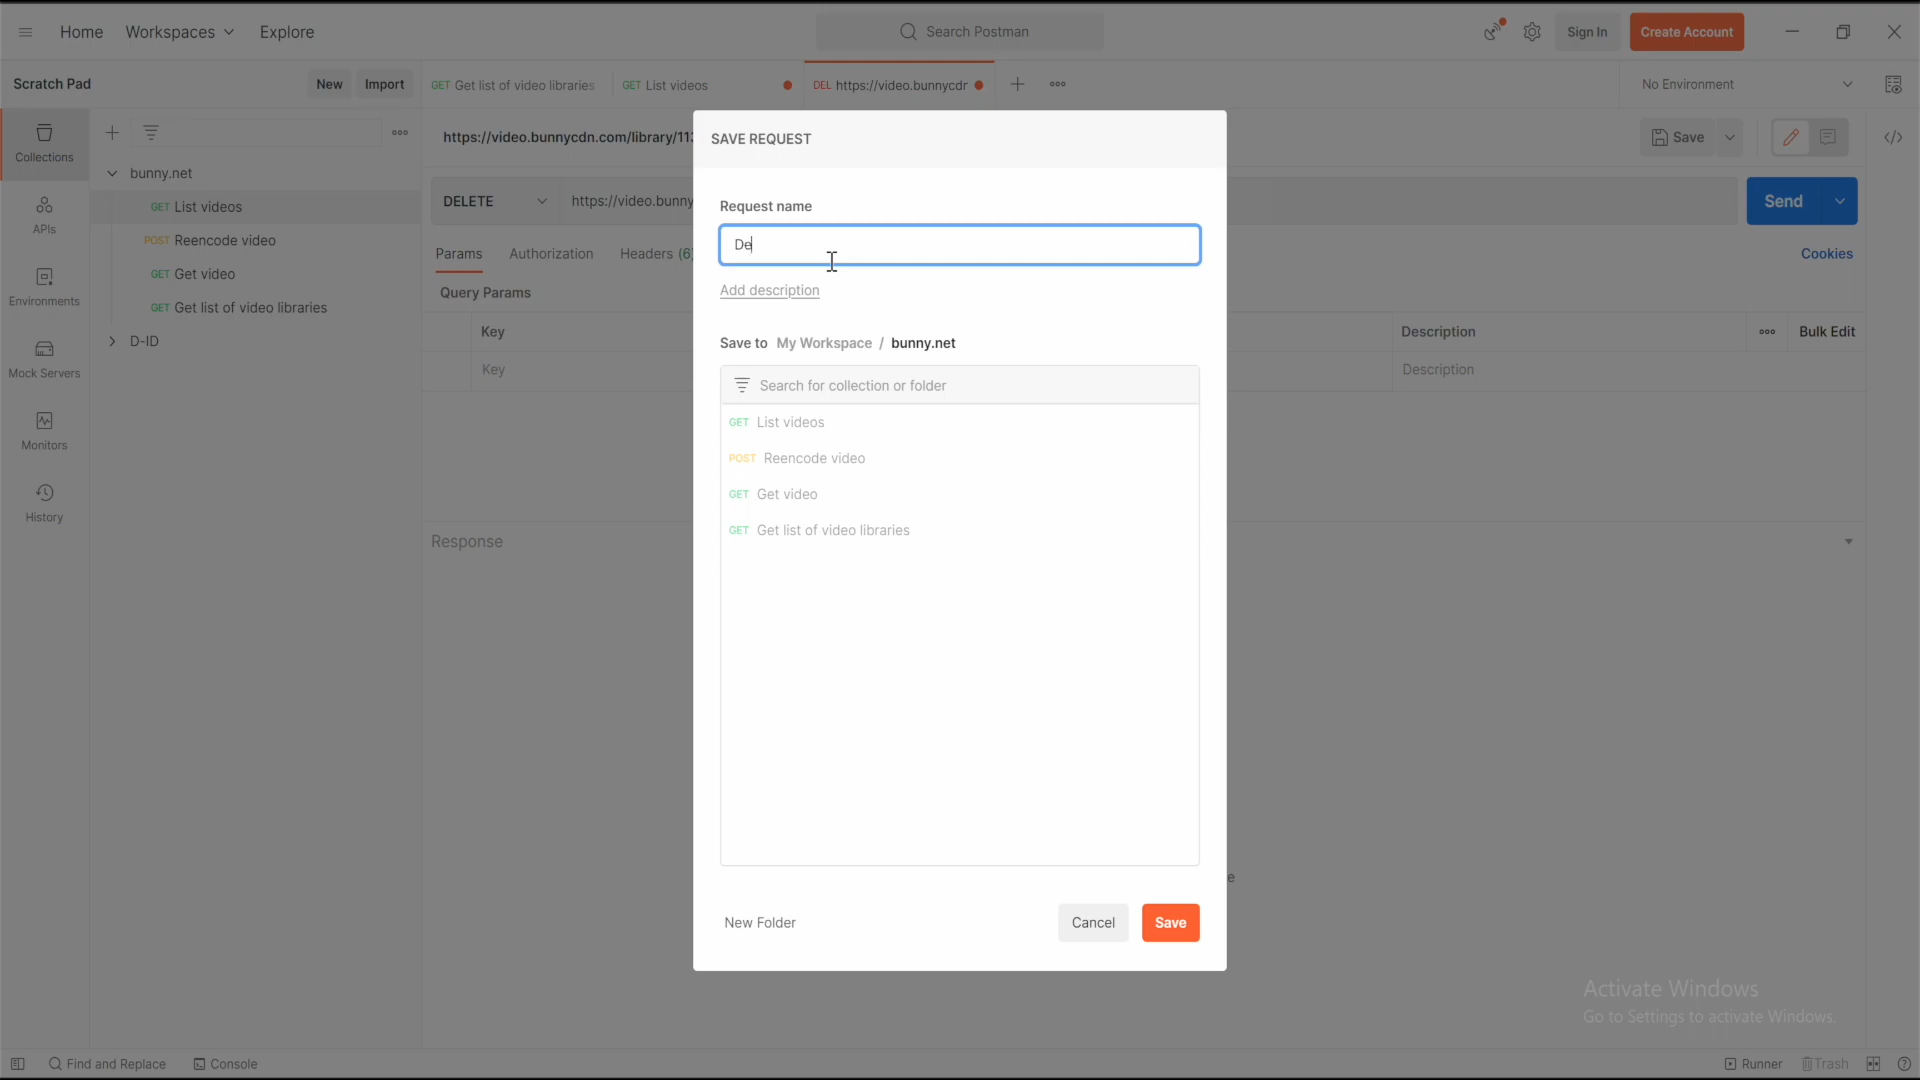 Home Workspaces Explore Search Postman Sign In Create Account
Scratch Pad New Import GET Get list of video libraries GET List videos DEL https://video.bunnycdr No Environment
Collections
APIs
Environments
Mock Servers
Monitors
History
bunny.net
GET List videos
POST Reencode video
GET Get video
GET Get list of video libraries
D-ID
https://video.bunnycdn.com/library/11 Save
DELETE https://video.bunny Send
Params Authorization Headers (6) Cookies
Query Params
Key Description Bulk Edit
Key Description
Response
SAVE REQUEST
Request name
De
Add description
Save to My Workspace / bunny.net
Search for collection or folder
GET List videos
POST Reencode video
GET Get video
GET Get list of video libraries
e
New Folder Cancel Save
Activate Windows
Go to Settings to activate Windows.
Find and Replace Console Runner Trash